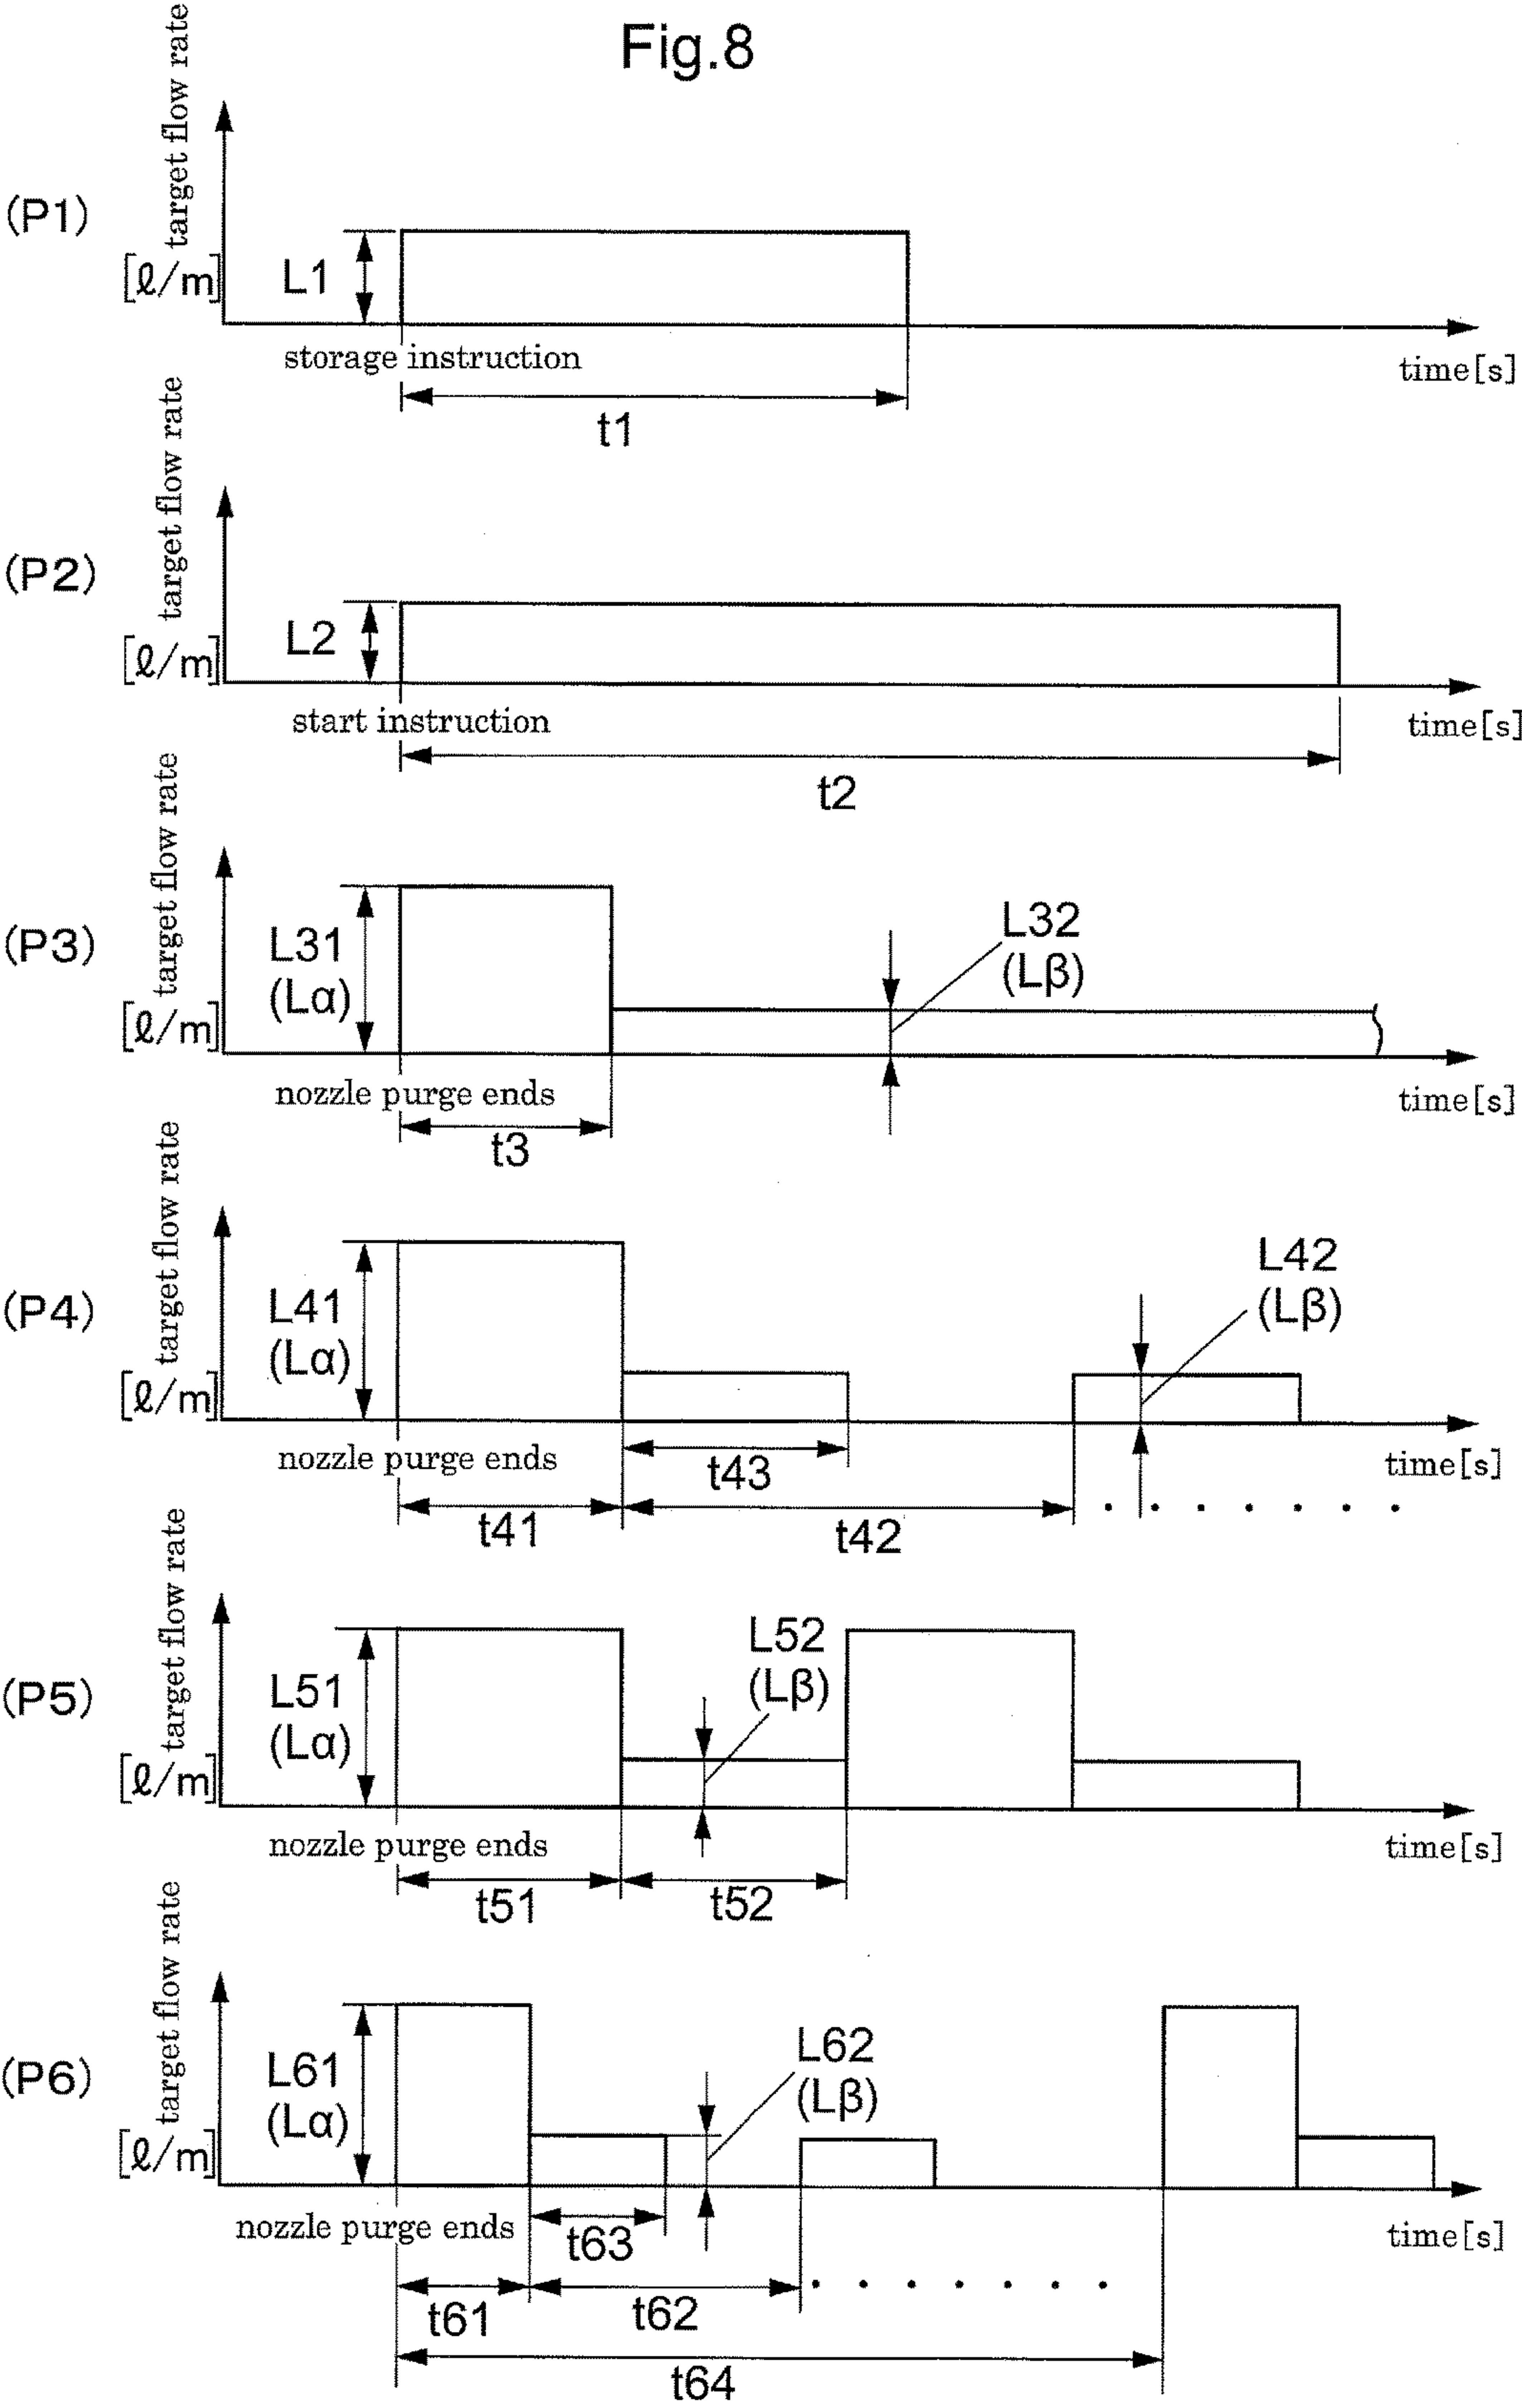 Fig.8
(P1)
target flow rate
[ℓ/m]
L1
storage instruction
time[s]
t1
(P2)
target flow rate
[ℓ/m]
L2
start instruction
time[s]
t2
(P3)
target flow rate
[ℓ/m]
L31
(Lα)
L32
(Lβ)
nozzle purge ends
time[s]
t3
(P4)
target flow rate
[ℓ/m]
L41
(Lα)
L42
(Lβ)
nozzle purge ends
time[s]
t43
t41
t42
. . . . . . .
(P5)
target flow rate
[ℓ/m]
L51
(Lα)
L52
(Lβ)
nozzle purge ends
time[s]
t51
t52
(P6)
target flow rate
[ℓ/m]
L61
(Lα)
L62
(Lβ)
nozzle purge ends
time[s]
t63
t61
t62
. . . . . . .
t64